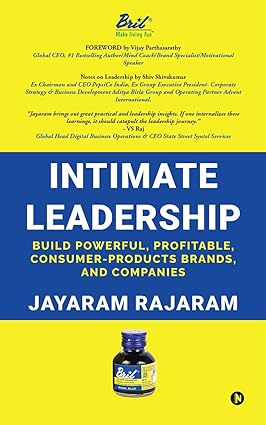 Bril
Make living fun
FOREWORD by Vijay Parthasarathy
Global CEO, #1 Bestselling Author/Mind Coach/Brand Specialist/Motivational
Speaker
Notes on Leadership by Shiv Shivakumar
Ex Chairman and CEO PepsiCo India, Ex Group Executive President- Corporate
Strategy & Business Development Aditya Birla Group and Operating Partner Advent
International.
"Jayaram brings out great practical and leadership insights. If one internalizes these
learnings, it should catapult the leadership journey."
–VS Raj
Global Head Digital Business Operations & CEO State Street Syntel Services
INTIMATE
LEADERSHIP
BUILD POWERFUL, PROFITABLE,
CONSUMER-PRODUCTS BRANDS,
AND COMPANIES
JAYARAM RAJARAM
Bril